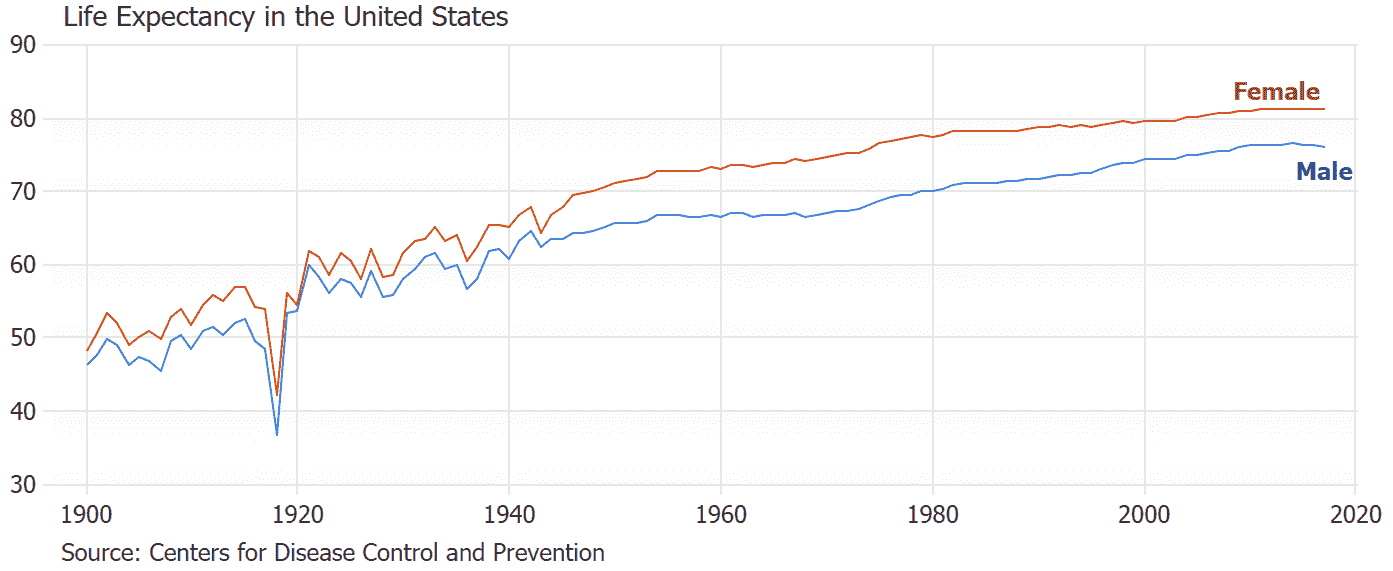 Life Expectancy in the United States
90
80
70
60
50
40
30
Female
Male
1900 1920 1940 1960 1980 2000 2020
Source: Centers for Disease Control and Prevention